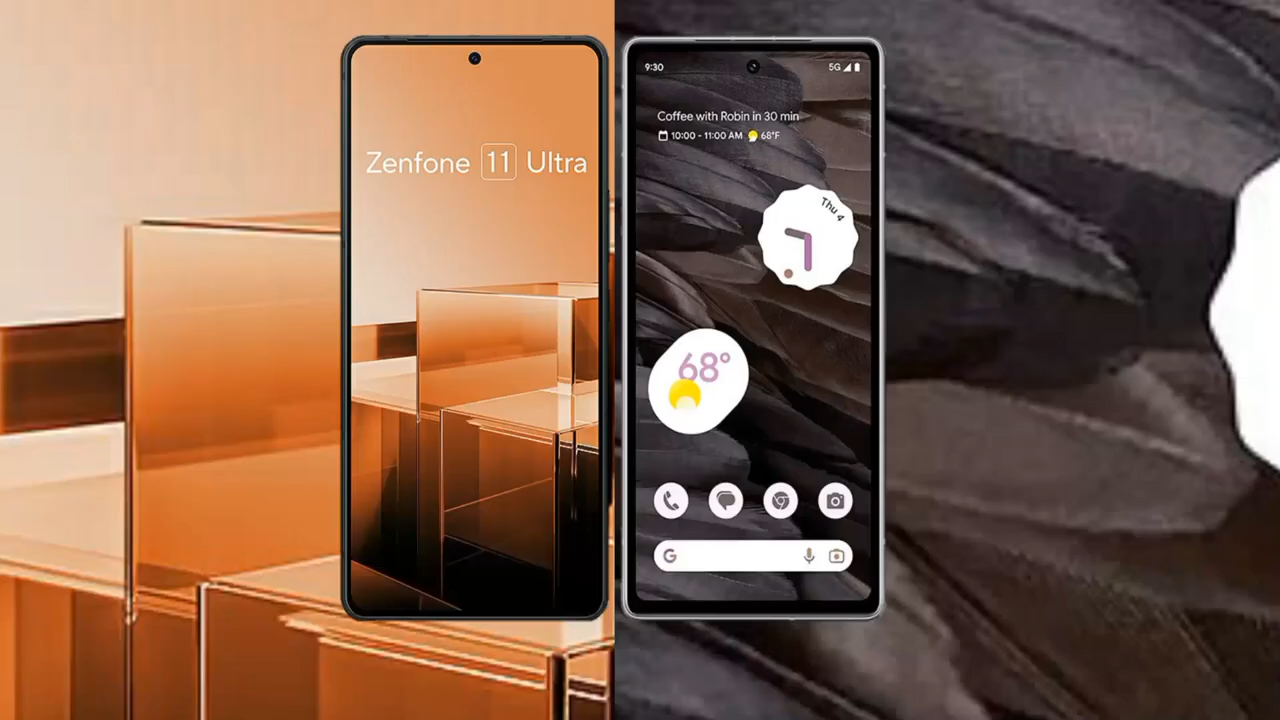 Zenfone 11 Ultra
9:30
5G
Coffee with Robin in 30 min
10:00 - 11:00 AM 68°F
Thu 4
68°
G